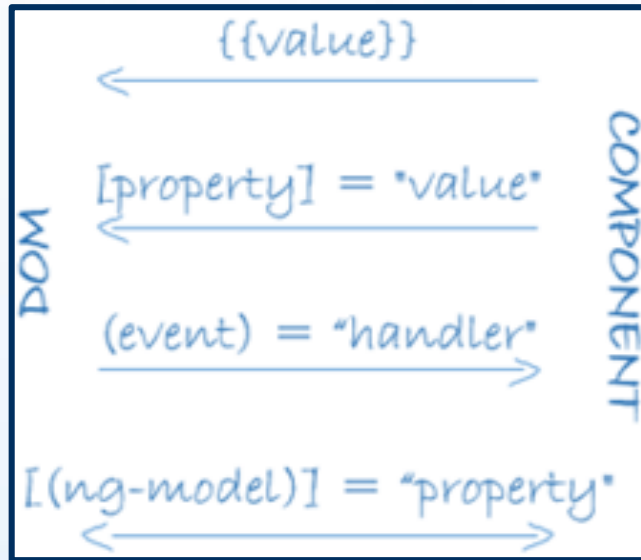 {{value}}
[property] = "value"
DOM
COMPONENT
(event) = "handler"
[(ng-model)] = "property"